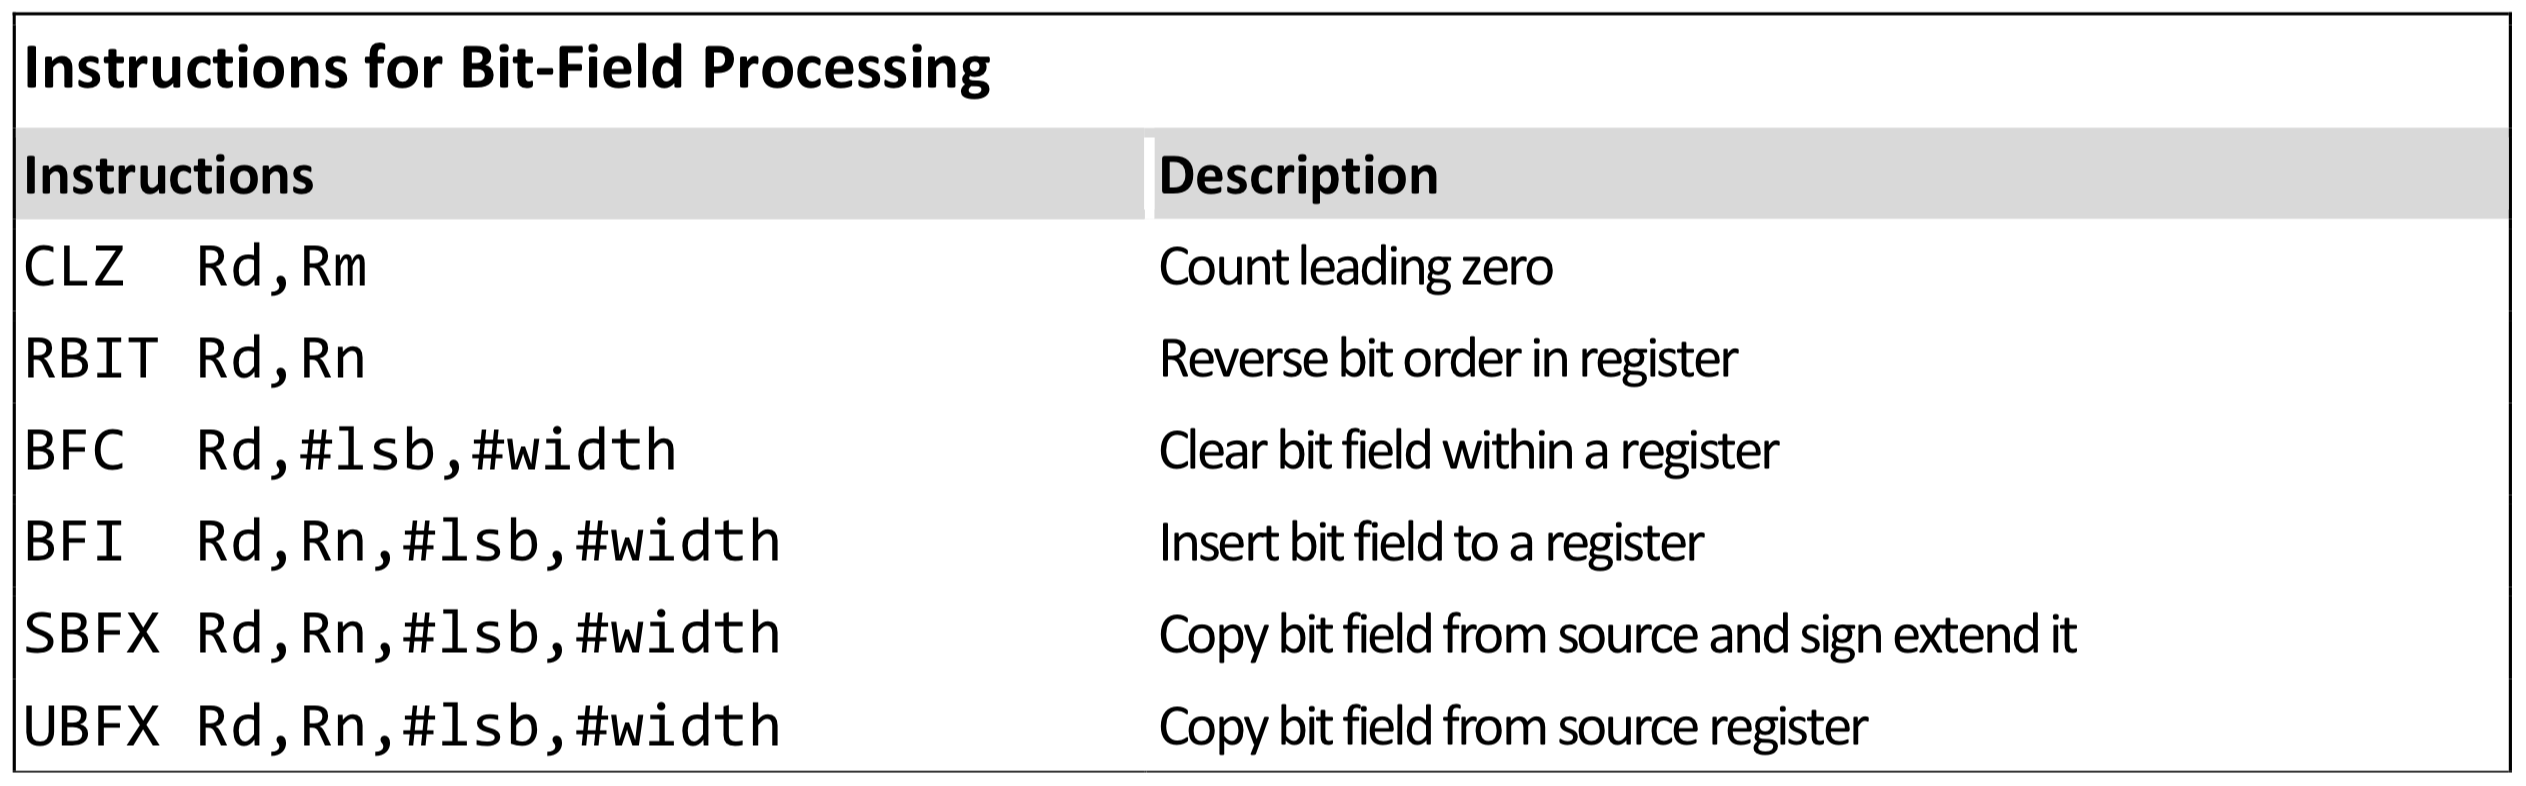 Instructions for Bit-Field Processing
Instructions Description
CLZ Rd,Rm Count leading zero
RBIT Rd,Rn Reverse bit order in register
BFC Rd,#lsb,#width Clear bit field within a register
BFI Rd,Rn,#lsb,#width Insert bit field to a register
SBFX Rd,Rn,#lsb,#width Copy bit field from source and sign extend it
UBFX Rd,Rn,#lsb,#width Copy bit field from source register